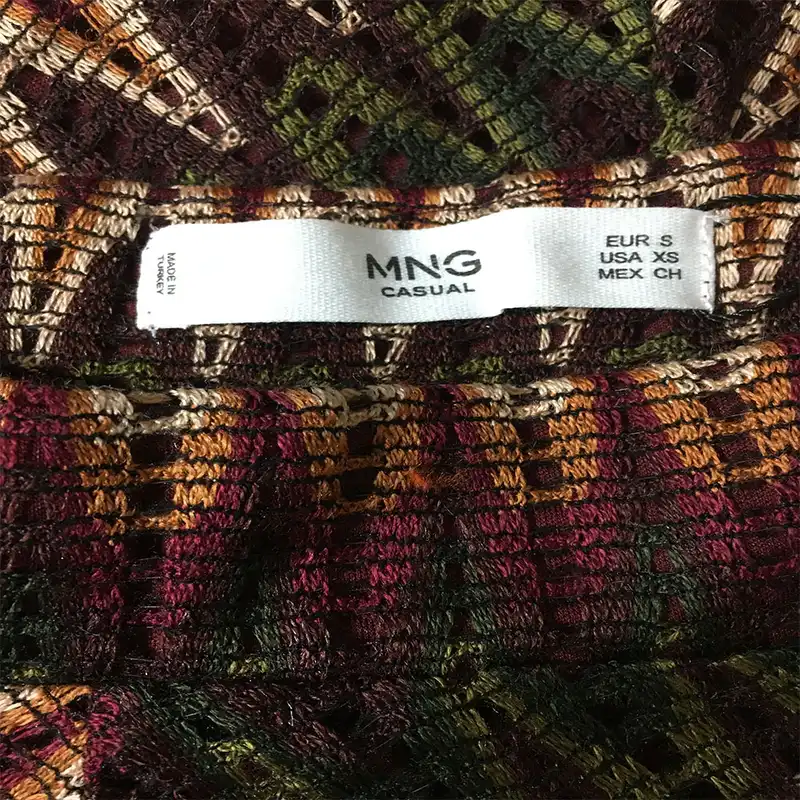 MADE IN
TURKEY
MNG
CASUAL
EUR S
USA XS
MEX CH